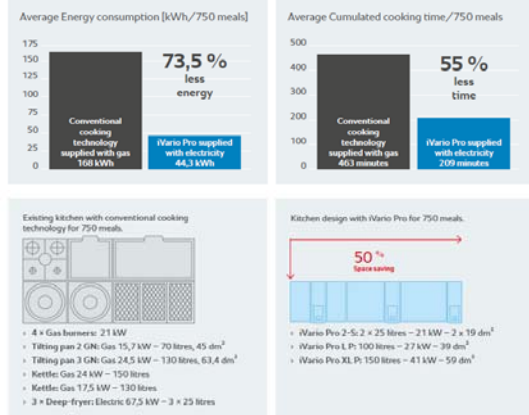 Average Energy consumption [kWh/750 meals]
175
150
125
100
75
50
25
0
73,5 %
less
energy
Conventional
cooking
technology
supplied with gas
168 kWh
iVario Pro supplied
with electricity
44,3 kWh
Average Cumulated cooking time/750 meals
500
400
300
200
100
0
55 %
less
time
Conventional
cooking
technology
supplied with gas
463 minutes
iVario Pro supplied
with electricity
209 minutes
Existing kitchen with conventional cooking
technology for 750 meals.
› 4 × Gas burners: 21 kW
› Tilting pan 2 GN: Gas 15,7 kW – 70 litres, 45 dm²
› Tilting pan 3 GN: Gas 24,5 kW – 130 litres, 63,4 dm²
› Kettle: Gas 24 kW – 150 litres
› Kettle: Gas 17,5 kW – 130 litres
› 3 × Deep-fryer: Electric 67,5 kW – 3 × 25 litres
Kitchen design with iVario Pro for 750 meals.
50 %
Space saving
› iVario Pro 2-S: 2 × 25 litres – 21 kW – 2 x 19 dm²
› iVario Pro L P: 100 litres – 27 kW – 39 dm²
› iVario Pro XL P: 150 litres – 41 kW – 59 dm²